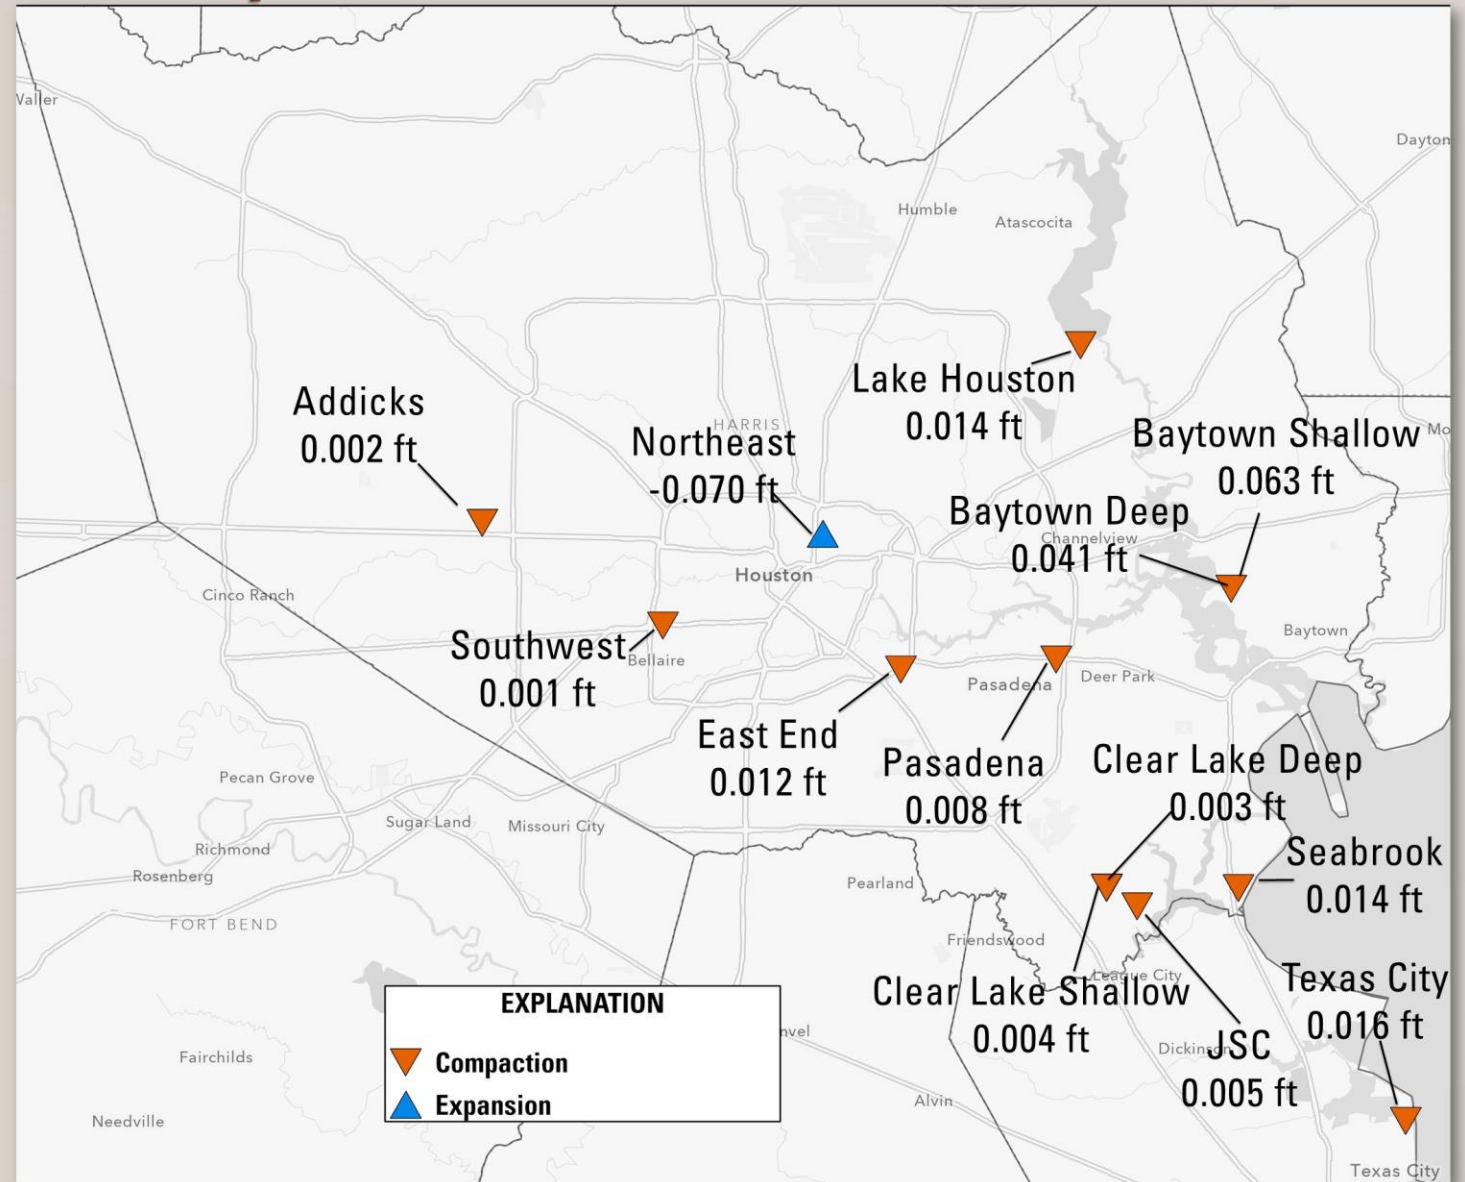 Waller
Dayton
Humble
Atascocita
Lake Houston
0.014 ft
Addicks
0.002 ft
HARRIS
Northeast
-0.070 ft
Baytown Shallow
0.063 ft
Mo
Baytown Deep
Channelview
0.041 ft
Houston
Cinco Ranch
Baytown
Southwest
0.001 ft
Bellaire
Pasadena
Deer Park
East End
0.012 ft
Pasadena
0.008 ft
Clear Lake Deep
0.003 ft
Pecan Grove
Sugar Land
Missouri City
Richmond
Rosenberg
Seabrook
0.014 ft
Pearland
FORT BEND
Friendswood
League City
Clear Lake Shallow
0.004 ft
Texas City
0.016 ft
EXPLANATION
Compaction
Expansion
nvel
Dickinson
JSC
0.005 ft
Fairchilds
Needville
Alvin
Texas City